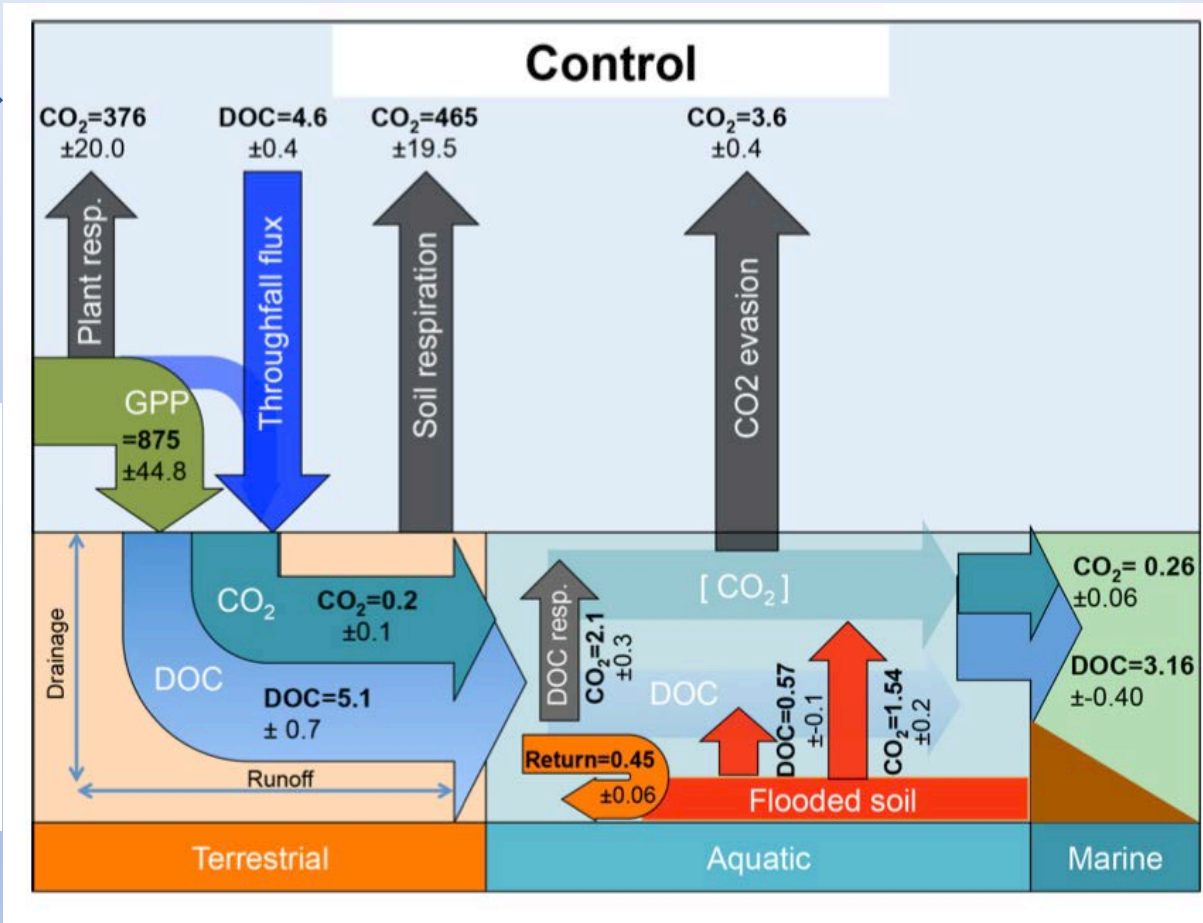 Control
CO₂=376
±20.0
DOC=4.6
±0.4
CO₂=465
±19.5
CO₂=3.6
±0.4
Plant resp.
Throughfall flux
Soil respiration
CO2 evasion
GPP
=875
±44.8
Drainage
CO₂
CO₂=0.2
±0.1
DOC
DOC=5.1
± 0.7
Runoff
DOC resp.
CO₂=2.1
±0.3
[ CO₂ ]
DOC
DOC=0.57
±-0.1
CO₂=1.54
±0.2
Return=0.45
±0.06
Flooded soil
CO₂= 0.26
±0.06
DOC=3.16
±-0.40
Terrestrial
Aquatic
Marine